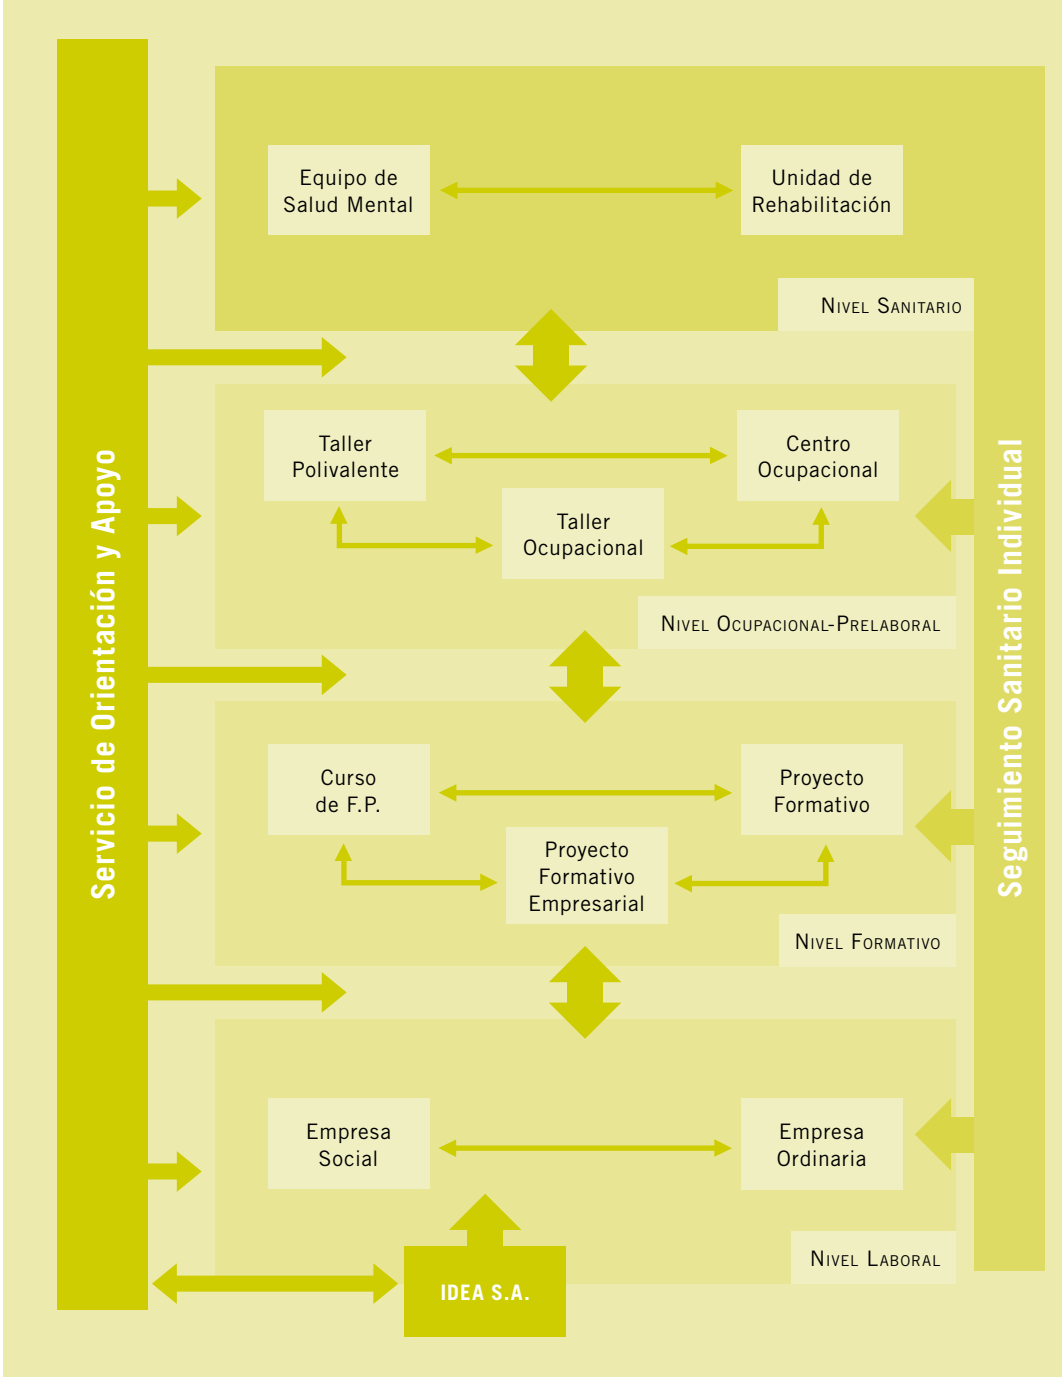 Servicio de Orientación y Apoyo
Equipo de
Salud Mental
Unidad de
Rehabilitación
Nivel Sanitario
Taller
Polivalente
Centro
Ocupacional
Taller
Ocupacional
Nivel Ocupacional-Prelaboral
Curso
de F.P.
Proyecto
Formativo
Proyecto
Formativo
Empresarial
Nivel Formativo
Empresa
Social
Empresa
Ordinaria
Nivel Laboral
IDEA S.A.
Seguimiento Sanitario Individual